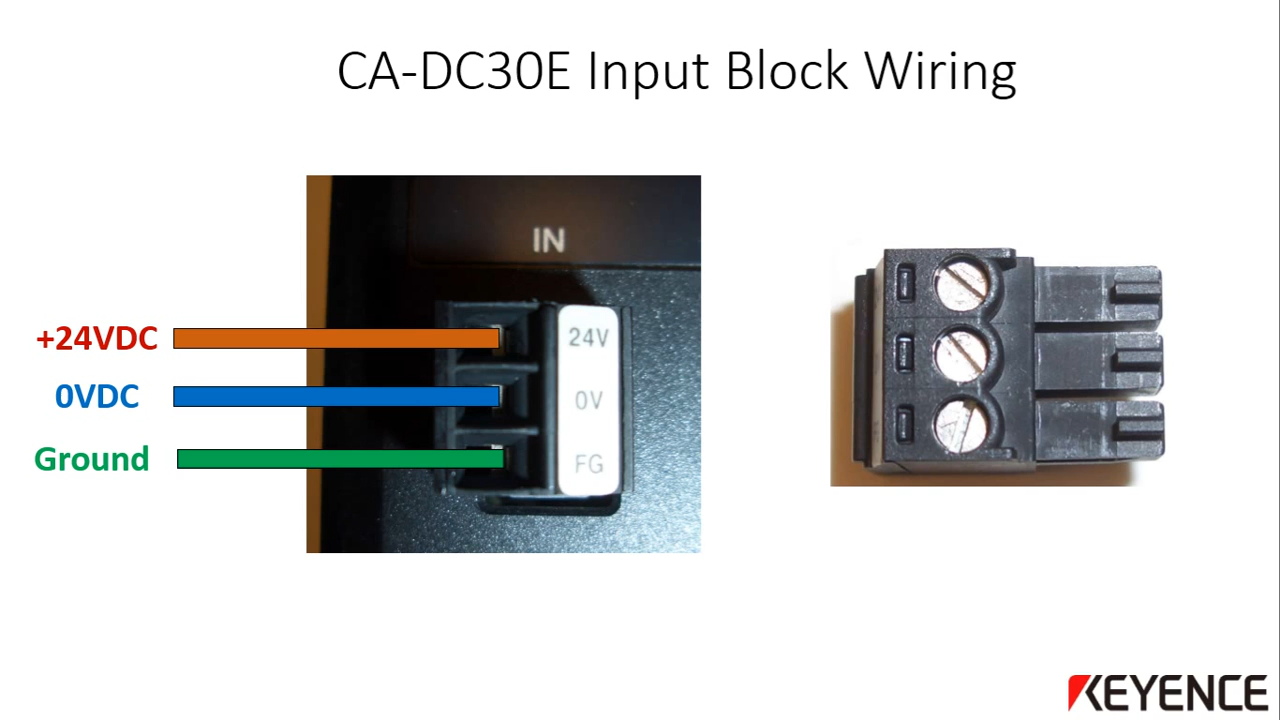 CA-DC30E Input Block Wiring
IN
+24VDC
24V
0VDC
0V
Ground
FG
KEYENCE